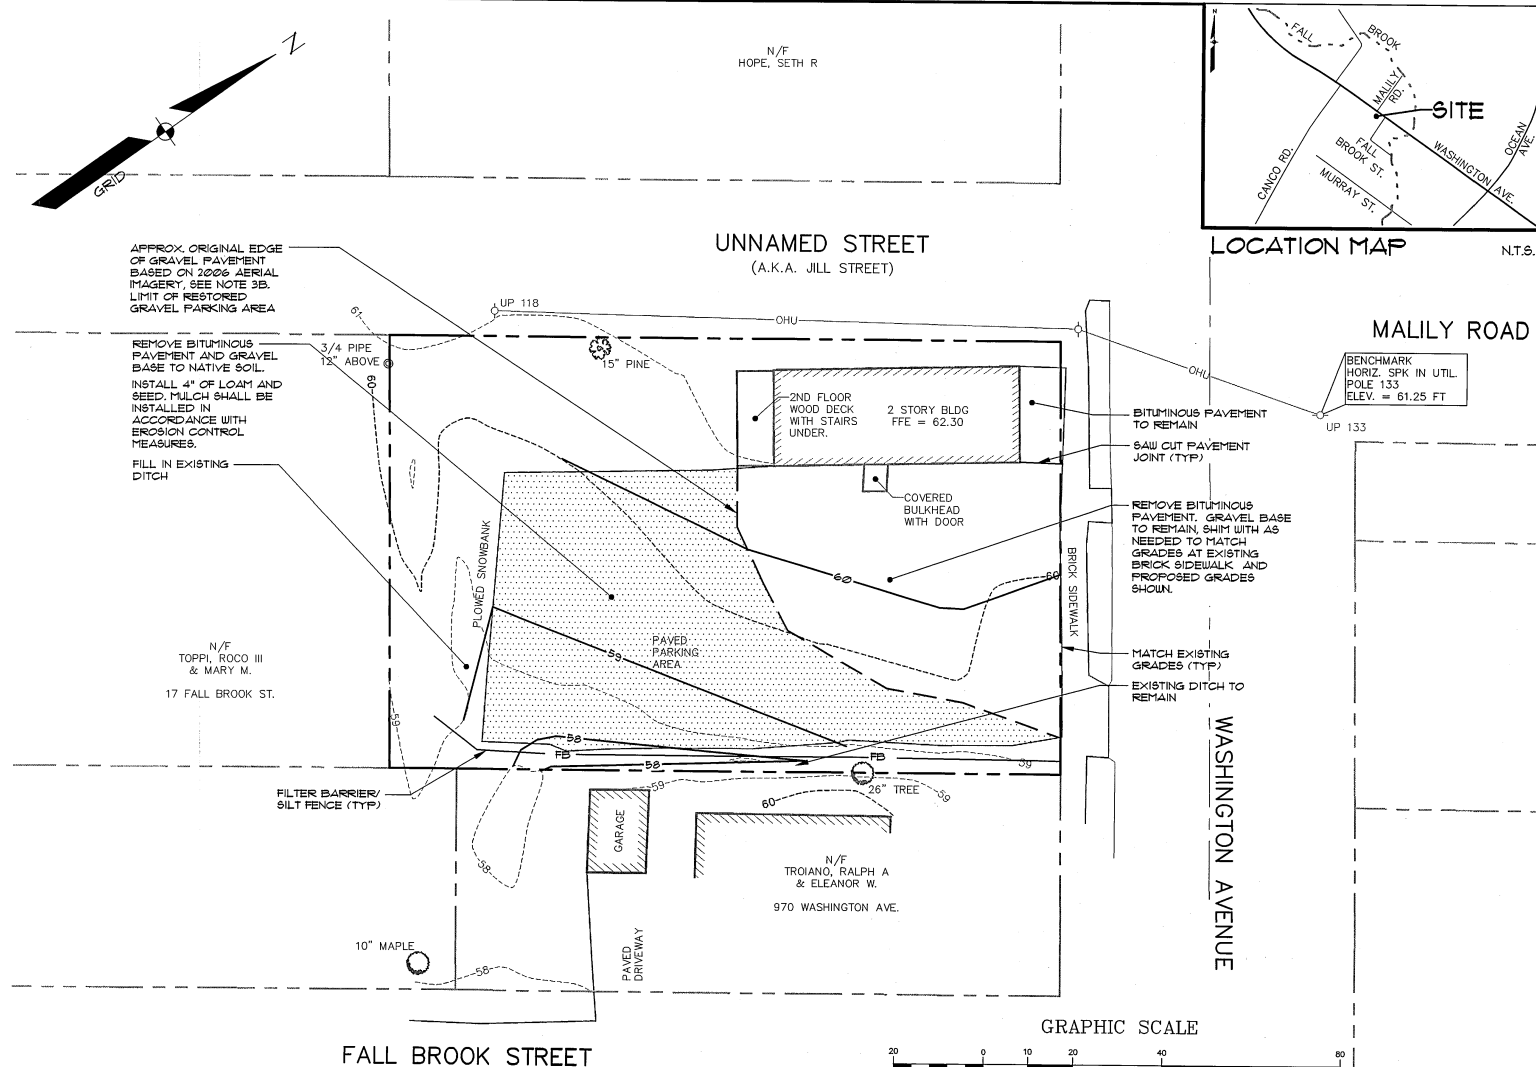 N/F
HOPE, SETH R
N
GRID
N
FALL
BROOK
MALILY
RD.
SITE
CANCO RD.
FALL
BROOK ST.
MURRAY ST.
WASHINGTON AVE.
OCEAN
AVE.
LOCATION MAP
N.T.S.
UNNAMED STREET
(A.K.A. JILL STREET)
APPROX. ORIGINAL EDGE
OF GRAVEL PAVEMENT
BASED ON 2006 AERIAL
IMAGERY, SEE NOTE 3B.
LIMIT OF RESTORED
GRAVEL PARKING AREA
REMOVE BITUMINOUS
PAVEMENT AND GRAVEL
BASE TO NATIVE SOIL.
INSTALL 4" OF LOAM AND
SEED. MULCH SHALL BE
INSTALLED IN
ACCORDANCE WITH
EROSION CONTROL
MEASURES.
FILL IN EXISTING
DITCH
61
UP 118
OHU
3/4 PIPE
12" ABOVE
60
15" PINE
2ND FLOOR
WOOD DECK
WITH STAIRS
UNDER.
2 STORY BLDG
FFE = 62.30
COVERED
BULKHEAD
WITH DOOR
OHU
MALILY ROAD
BENCHMARK
HORIZ. SPK IN UTIL.
POLE 133
ELEV. = 61.25 FT
UP 133
BITUMINOUS PAVEMENT
TO REMAIN
SAW CUT PAVEMENT
JOINT (TYP)
REMOVE BITUMINOUS
PAVEMENT. GRAVEL BASE
TO REMAIN, SHIM WITH AS
NEEDED TO MATCH
GRADES AT EXISTING
BRICK SIDEWALK AND
PROPOSED GRADES
SHOWN.
MATCH EXISTING
GRADES (TYP)
EXISTING DITCH TO
REMAIN
PLOWED SNOWBANK
BRICK SIDEWALK
60
60
59
PAVED
PARKING
AREA
N/F
TOPPI, ROCO III
& MARY M.
17 FALL BROOK ST.
59
58
FB
58
FB
59
59
59
60
26" TREE
FILTER BARRIER/
SILT FENCE (TYP)
GARAGE
58
N/F
TROIANO, RALPH A
& ELEANOR W.
970 WASHINGTON AVE.
WASHINGTON AVENUE
10" MAPLE
58
PAVED
DRIVEWAY
FALL BROOK STREET
GRAPHIC SCALE
20 0 10 20 40 80